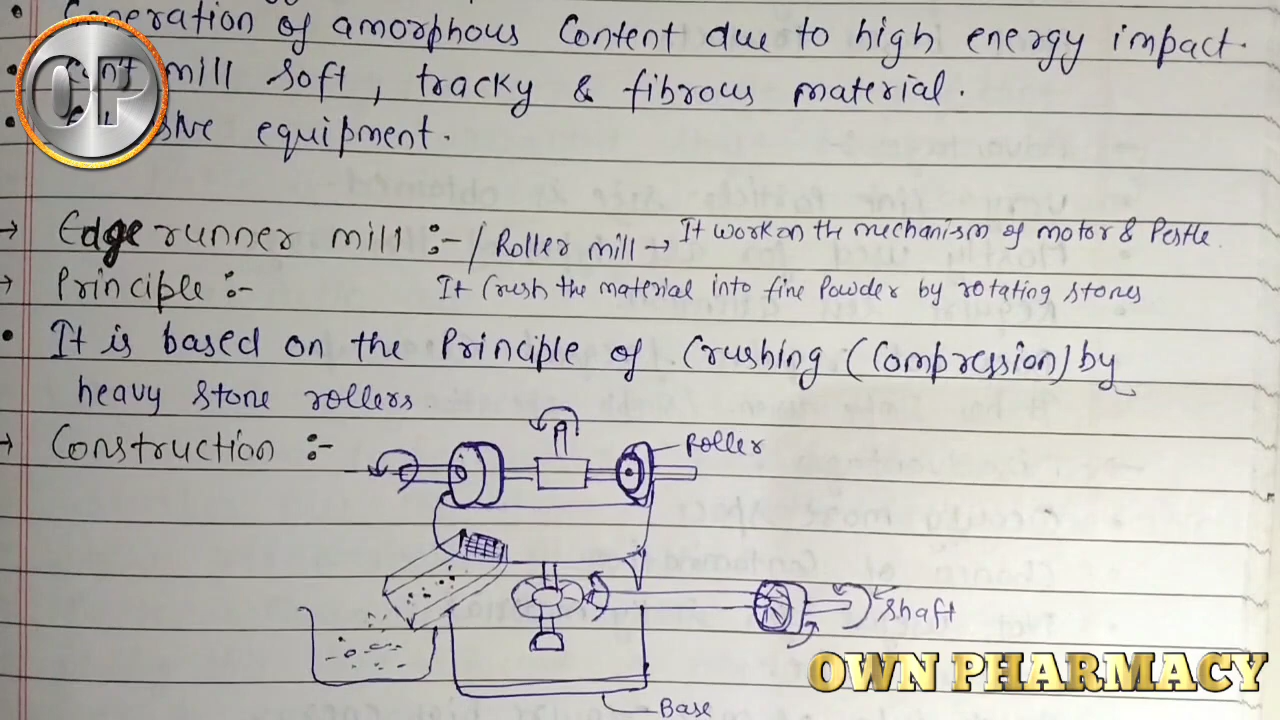 Generation of amorphous Content due to high energy impact.
Can't mill soft, tracky & fibrous material.
equipment.
→ Edge runner mill :- / Roller mill → It work on the mechanism of motor & Pestle.
It Crush the material into fine Powder by rotating stones
→ Principle :-
• It is based on the Principle of Crushing (Compression) by
heavy stone rollers.
→ Construction :-
Roller
Shaft
Base
OP
OWN PHARMACY